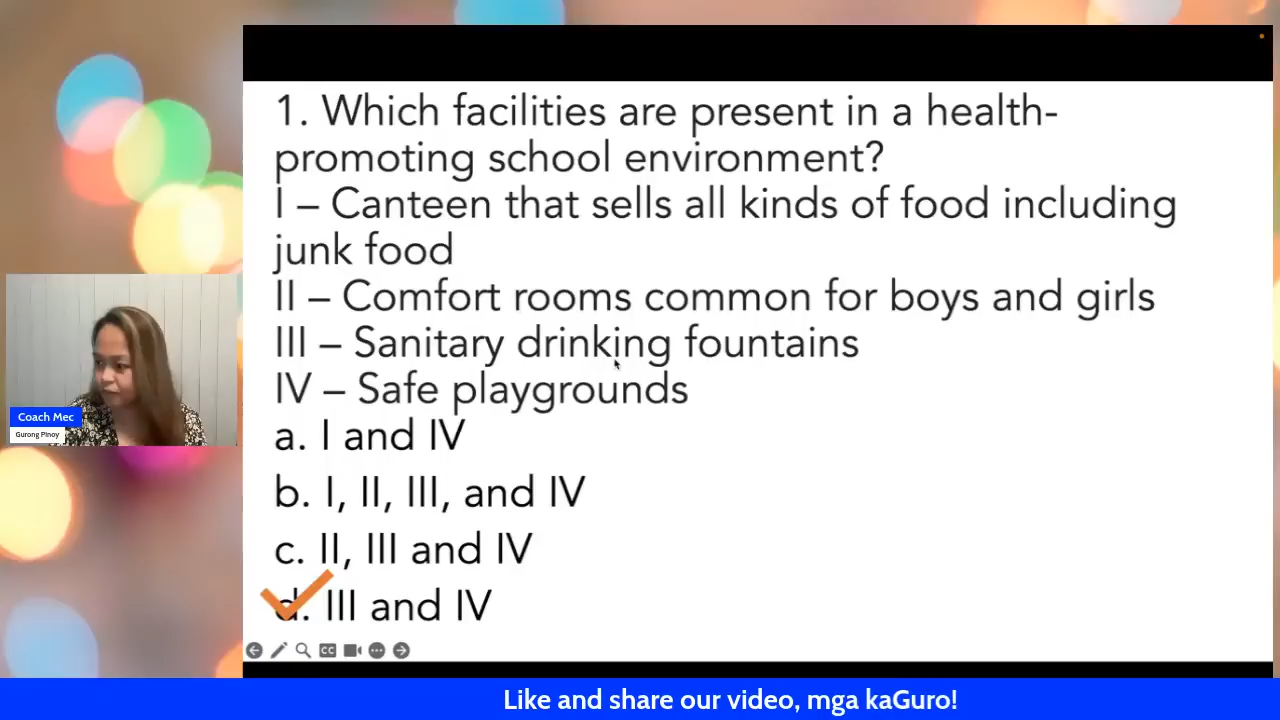 1. Which facilities are present in a health-
promoting school environment?
I – Canteen that sells all kinds of food including
junk food
II – Comfort rooms common for boys and girls
III – Sanitary drinking fountains
IV – Safe playgrounds
a. I and IV
b. I, II, III, and IV
c. II, III and IV
d. III and IV
Coach Mec
Gurong Pinoy
CC
Like and share our video, mga kaGuro!